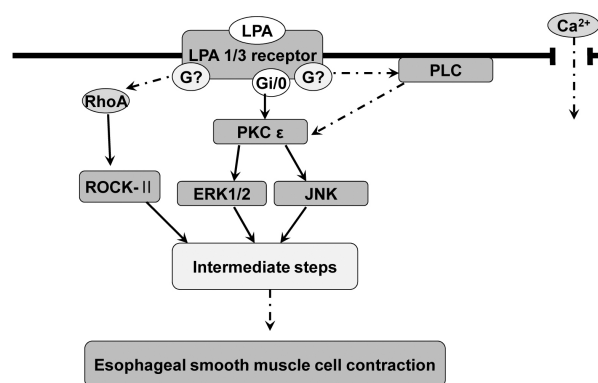 LPA
Ca²⁺
LPA 1/3 receptor
G?
Gi/0
G?
PLC
RhoA
PKC ε
ROCK-Ⅱ
ERK1/2
JNK
Intermediate steps
Esophageal smooth muscle cell contraction